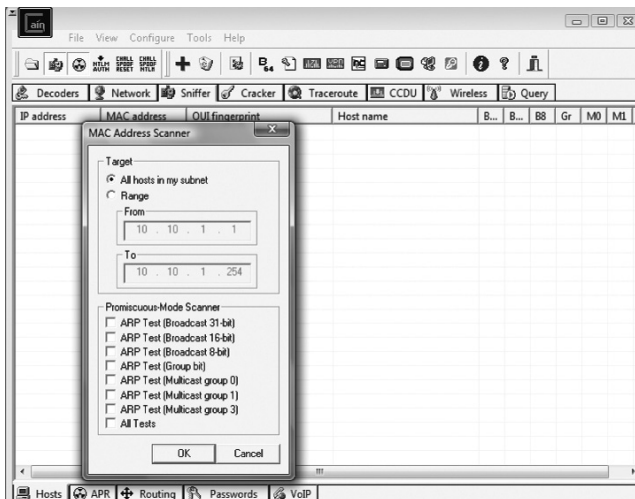 ain
File View Configure Tools Help
NTLM AUTH CHALL SPOOF RESET CHALL SPOOF NTLM
B 64
Decoders Network Sniffer Cracker Traceroute CCDU Wireless Query
IP address MAC address OUI fingerprint Host name B... B... B8 Gr M0 M1
MAC Address Scanner
Target
All hosts in my subnet
Range
From
10 . 10 . 1 . 1
To
10 . 10 . 1 . 254
Promiscuous-Mode Scanner
ARP Test (Broadcast 31-bit)
ARP Test (Broadcast 16-bit)
ARP Test (Broadcast 8-bit)
ARP Test (Group bit)
ARP Test (Multicast group 0)
ARP Test (Multicast group 1)
ARP Test (Multicast group 3)
All Tests
OK Cancel
Hosts APR Routing Passwords VoIP